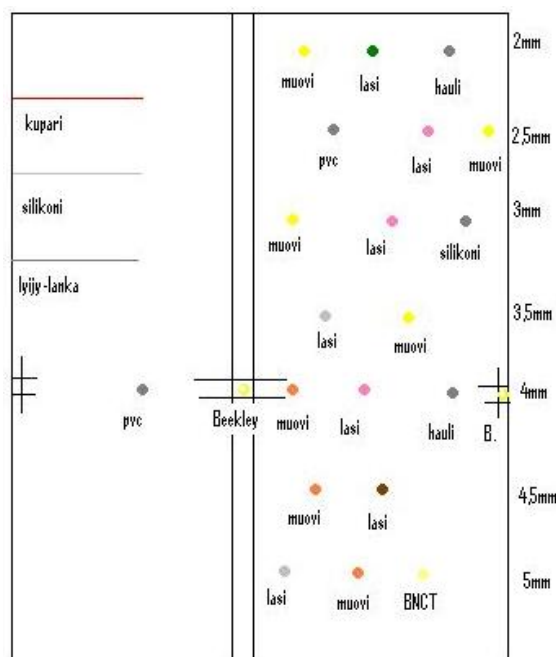 2mm
muovi lasi hauli
kupari
2,5mm
pvc lasi muovi
silikoni
3mm
muovi lasi silikoni
lyijy-lanka
3,5mm
lasi muovi
4mm
pvc Beekley muovi lasi hauli B.
4,5mm
muovi lasi
5mm
lasi muovi BNCT